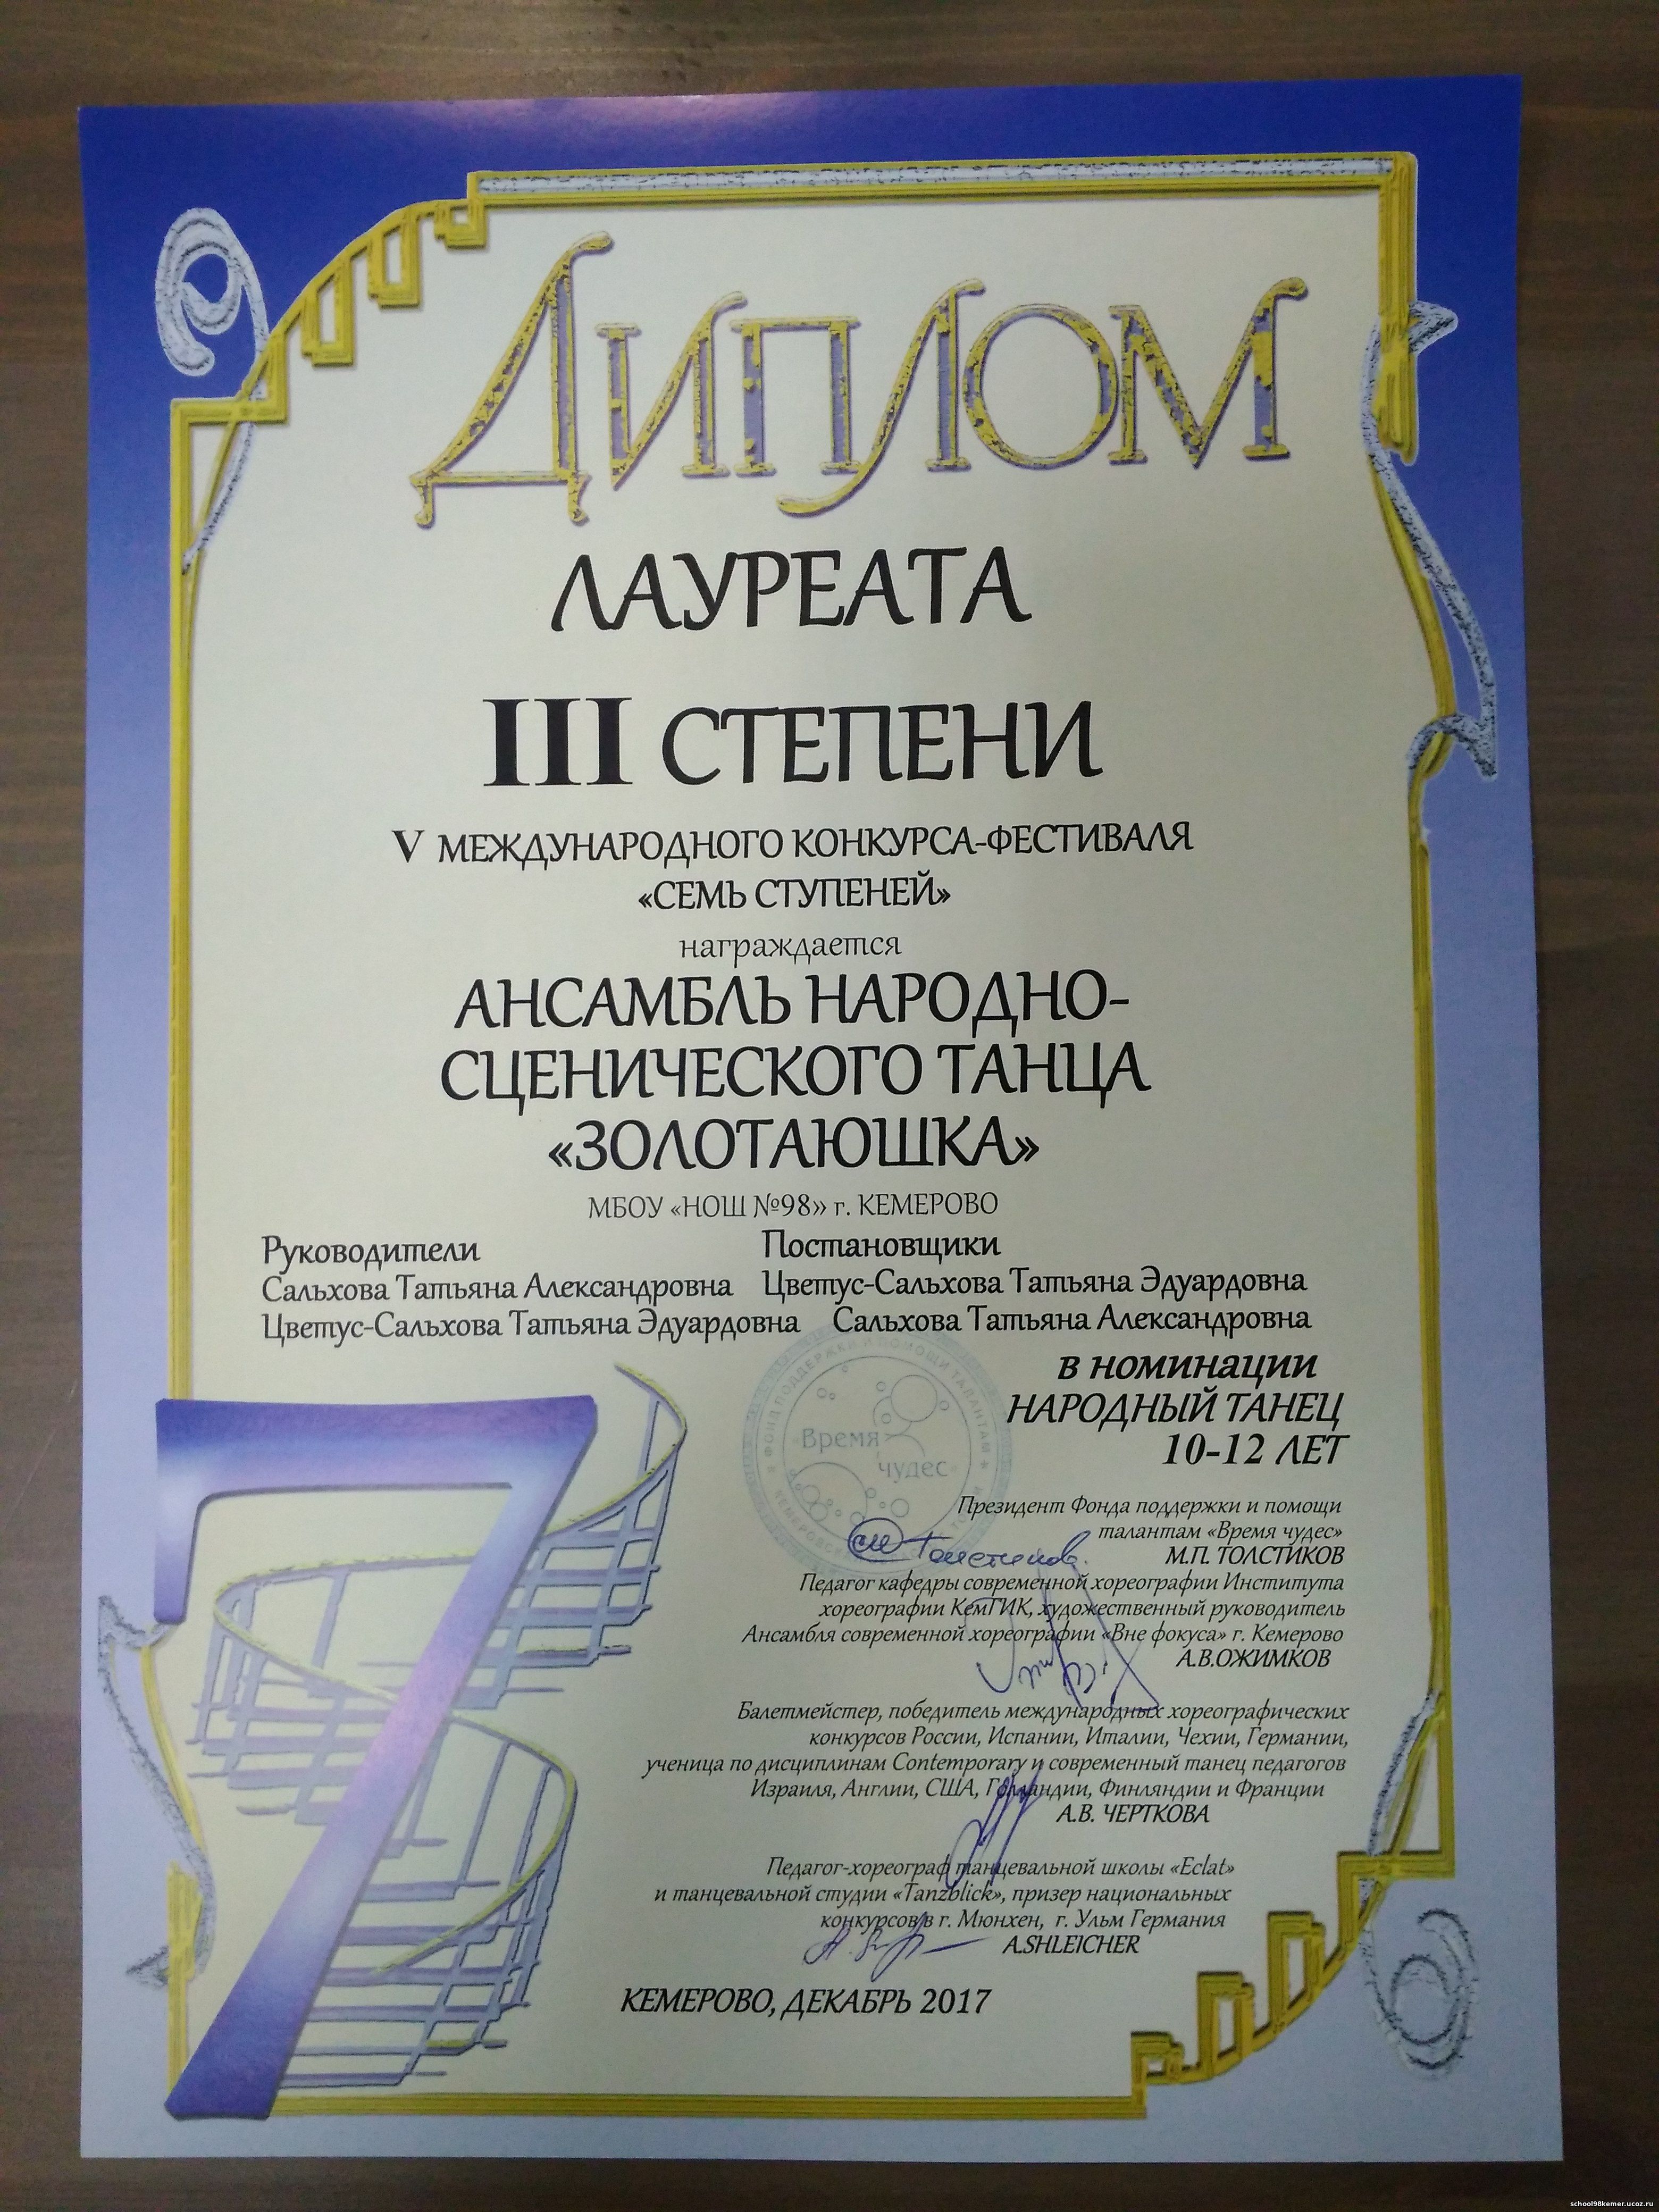 ДИПЛОМ
ЛАУРЕАТА
III СТЕПЕНИ
V МЕЖДУНАРОДНОГО КОНКУРСА-ФЕСТИВАЛЯ
«СЕМЬ СТУПЕНЕЙ»
награждается
АНСАМБЛЬ НАРОДНО-
СЦЕНИЧЕСКОГО ТАНЦА
«ЗОЛОТАЮШКА»
МБОУ «НОШ №98» г. КЕМЕРОВО
Руководители Постановщики
Сальхова Татьяна Александровна Цветус-Сальхова Татьяна Эдуардовна
Цветус-Сальхова Татьяна Эдуардовна Сальхова Татьяна Александровна
в номинации
НАРОДНЫЙ ТАНЕЦ
10-12 ЛЕТ
ФОНД ПОДДЕРЖКИ И ПОМОЩИ ТАЛАНТАМ
Время
чудес
7
Президент Фонда поддержки и помощи
талантам «Время чудес»
М.П. ТОЛСТИКОВ
Педагог кафедры современной хореографии Института
хореографии КемГИК, художественный руководитель
Ансамбля современной хореографии «Вне фокуса» г. Кемерово
А.В.ОЖИМКОВ
Балетмейстер, победитель международных хореографических
конкурсов России, Испании, Италии, Чехии, Германии,
ученица по дисциплинам Contemporary и современный танец педагогов
Израиля, Англии, США, Голландии, Финляндии и Франции
А.В. ЧЕРТКОВА
Педагог-хореограф танцевальной школы «Eclat»
и танцевальной студии «Tanzblick», призер национальных
конкурсов в г. Мюнхен, г. Ульм Германия
A.SHLEICHER
КЕМЕРОВО, ДЕКАБРЬ 2017
school98kemer.ucoz.ru